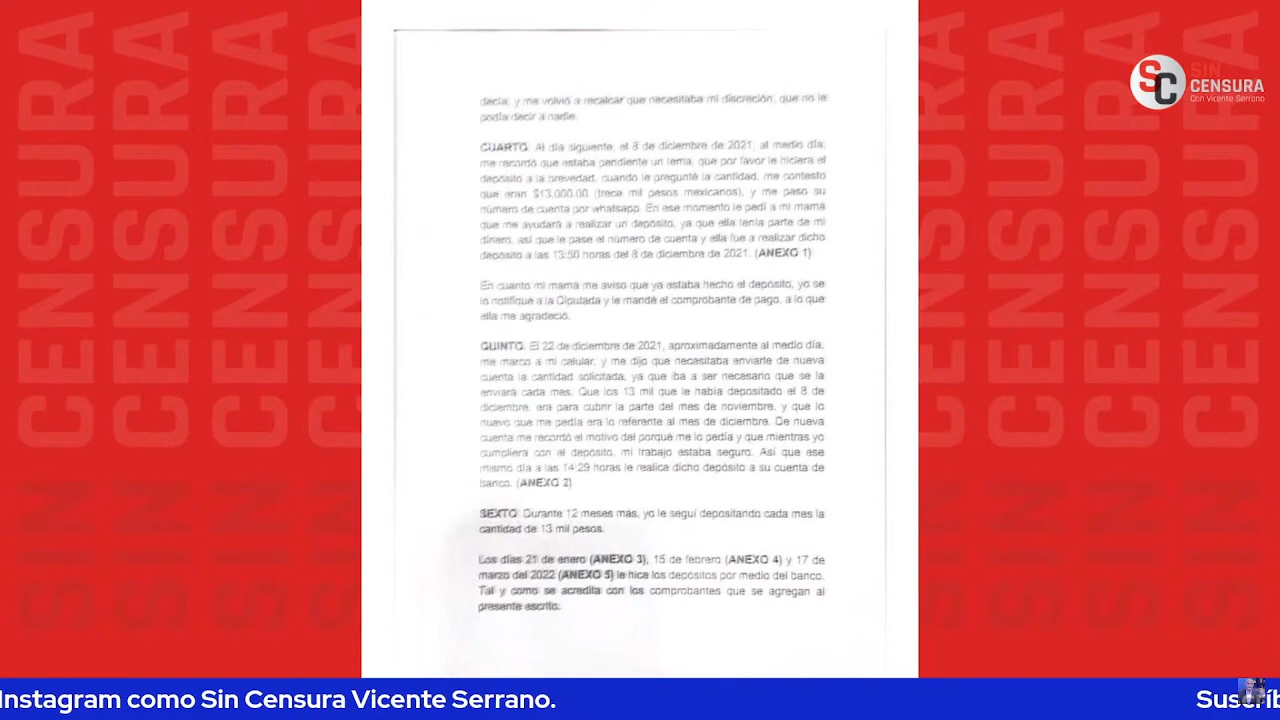 SC SIN
CENSURA
Con Vicente Serrano
decía, y me volvió a recalcar que necesitaba mi discreción, que no le
podía decir a nadie.
CUARTO. Al día siguiente, el 8 de diciembre de 2021, al medio día,
me recordó que estaba pendiente un tema, que por favor le hiciera el
depósito a la brevedad, cuando le pregunté la cantidad, me contesto
que eran $13,000.00 (trece mil pesos mexicanos), y me paso su
número de cuenta por whatsapp. En ese momento le pedí a mi mamá
que me ayudará a realizar un depósito, ya que ella tenía parte de mi
dinero, así que le pase el número de cuenta y ella fue a realizar dicho
depósito a las 13:50 horas del 8 de diciembre de 2021. (ANEXO 1)
En cuanto mi mamá me aviso que ya estaba hecho el depósito, yo se
lo notifiqué a la Diputada y le mandé el comprobante de pago, a lo que
ella me agradeció.
QUINTO. El 22 de diciembre de 2021, aproximadamente al medio día,
me marco a mi celular, y me dijo que necesitaba enviarle de nueva
cuenta la cantidad solicitada, ya que iba a ser necesario que se la
enviará cada mes. Que los 13 mil que le había depositado el 8 de
diciembre, era para cubrir la parte del mes de noviembre, y que lo
nuevo que me pedía era lo referente al mes de diciembre. De nueva
cuenta me recordó el motivo del porqué me lo pedía y que mientras yo
cumpliera con el depósito, mi trabajo estaba seguro. Así que ese
mismo día a las 14:29 horas le realice dicho depósito a su cuenta de
banco. (ANEXO 2)
SEXTO. Durante 12 meses más, yo le seguí depositando cada mes la
cantidad de 13 mil pesos.
Los días 21 de enero (ANEXO 3), 15 de febrero (ANEXO 4) y 17 de
marzo del 2022 (ANEXO 5) le hice los depósitos por medio del banco.
Tal y como se acredita con los comprobantes que se agregan al
presente escrito.
Instagram como Sin Censura Vicente Serrano.